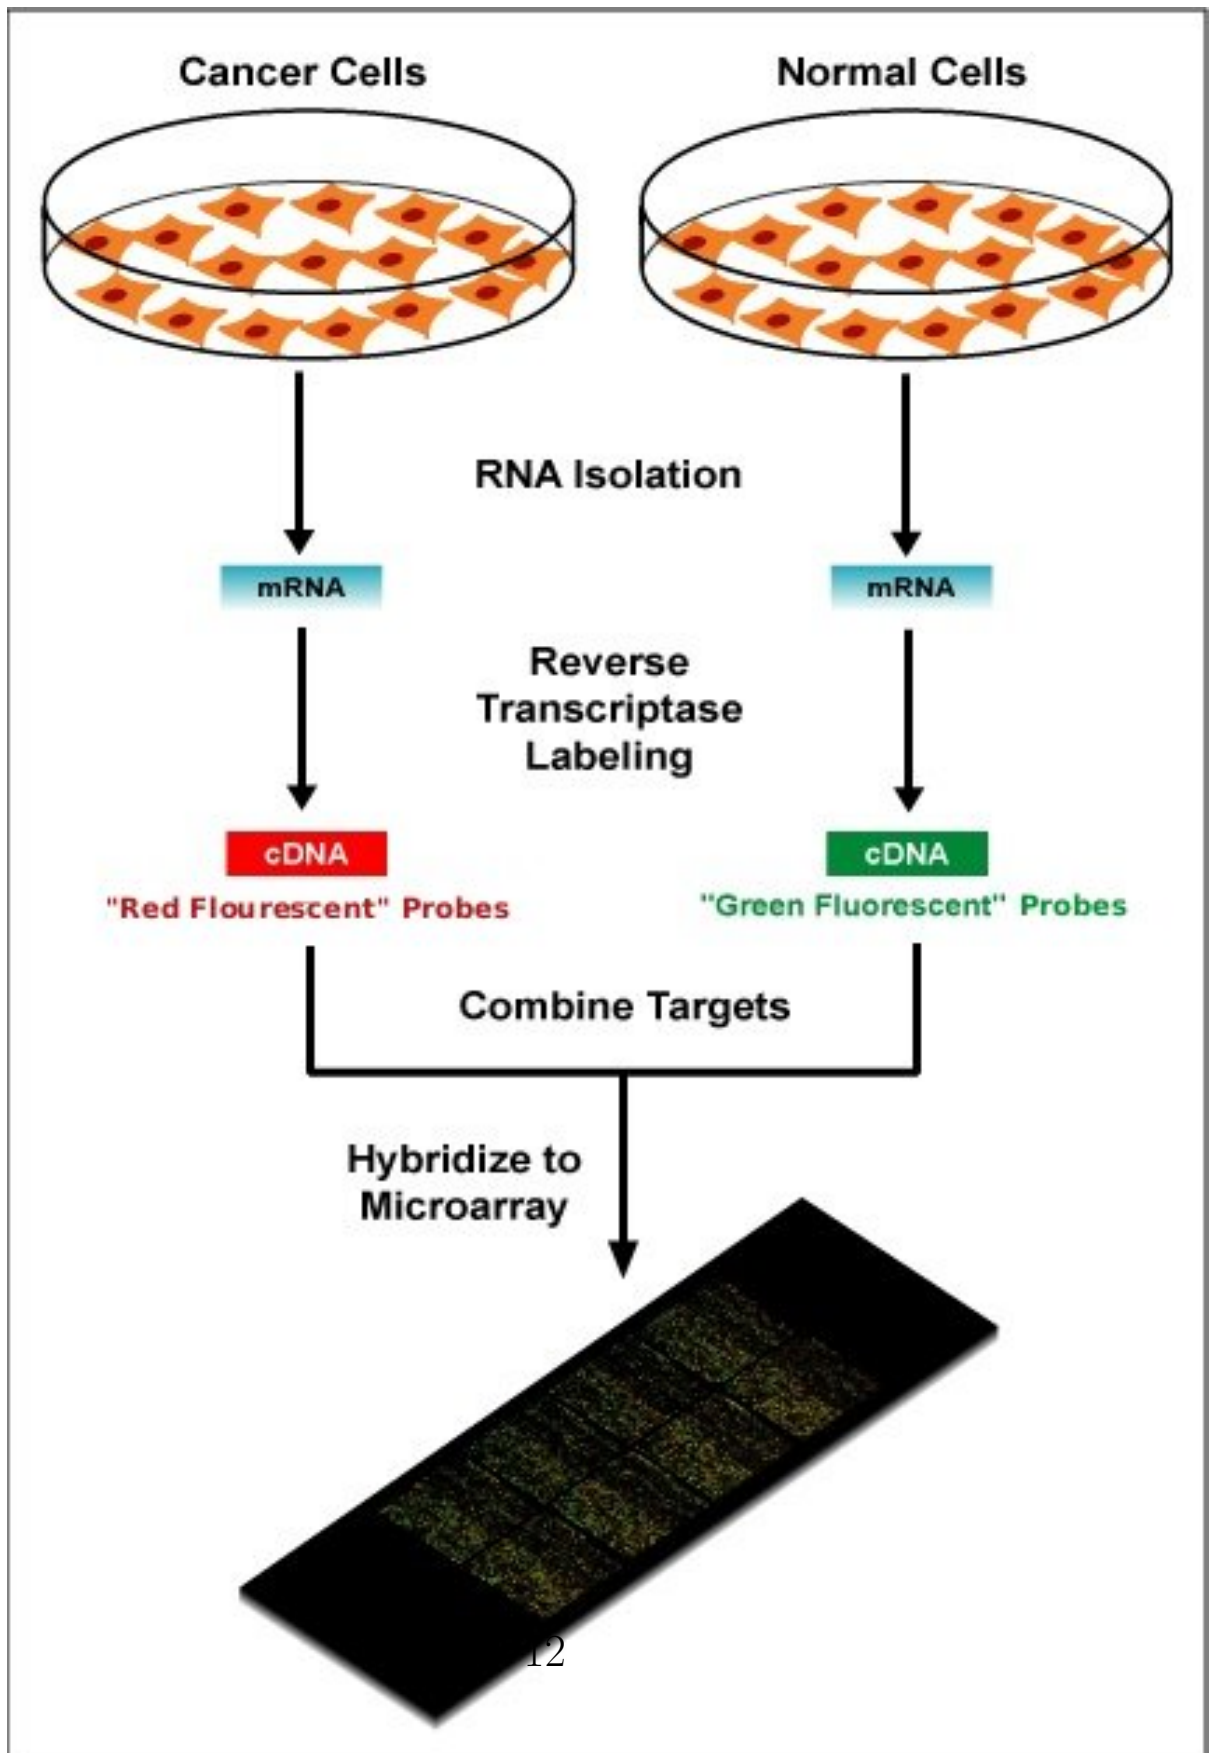 Cancer Cells
Normal Cells
RNA Isolation
mRNA
mRNA
Reverse
Transcriptase
Labeling
cDNA
cDNA
"Red Flourescent" Probes
"Green Fluorescent" Probes
Combine Targets
Hybridize to
Microarray
12